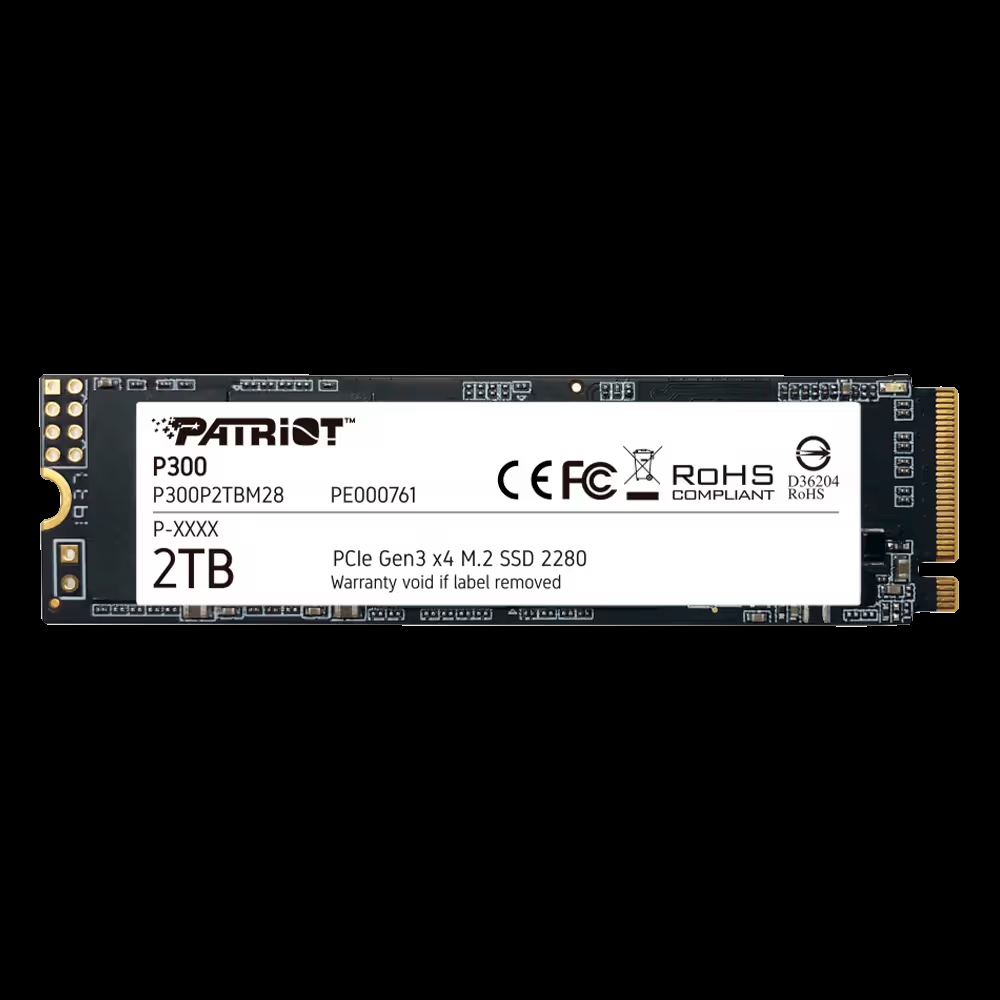 PATRIOT™
P300
P300P2TBM28 PE000761
CE FC RoHS
COMPLIANT
D36204
RoHS
P-XXXX
2TB
PCIe Gen3 x4 M.2 SSD 2280
Warranty void if label removed